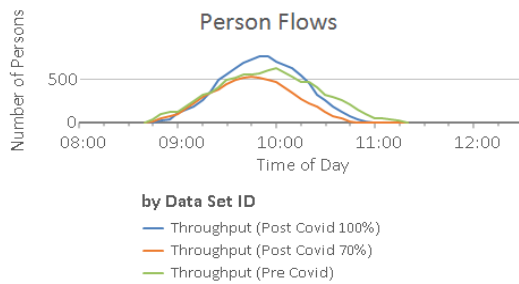 Person Flows
Number of Persons
500
0
08:00 09:00 10:00 11:00 12:00
Time of Day
by Data Set ID
Throughput (Post Covid 100%)
Throughput (Post Covid 70%)
Throughput (Pre Covid)